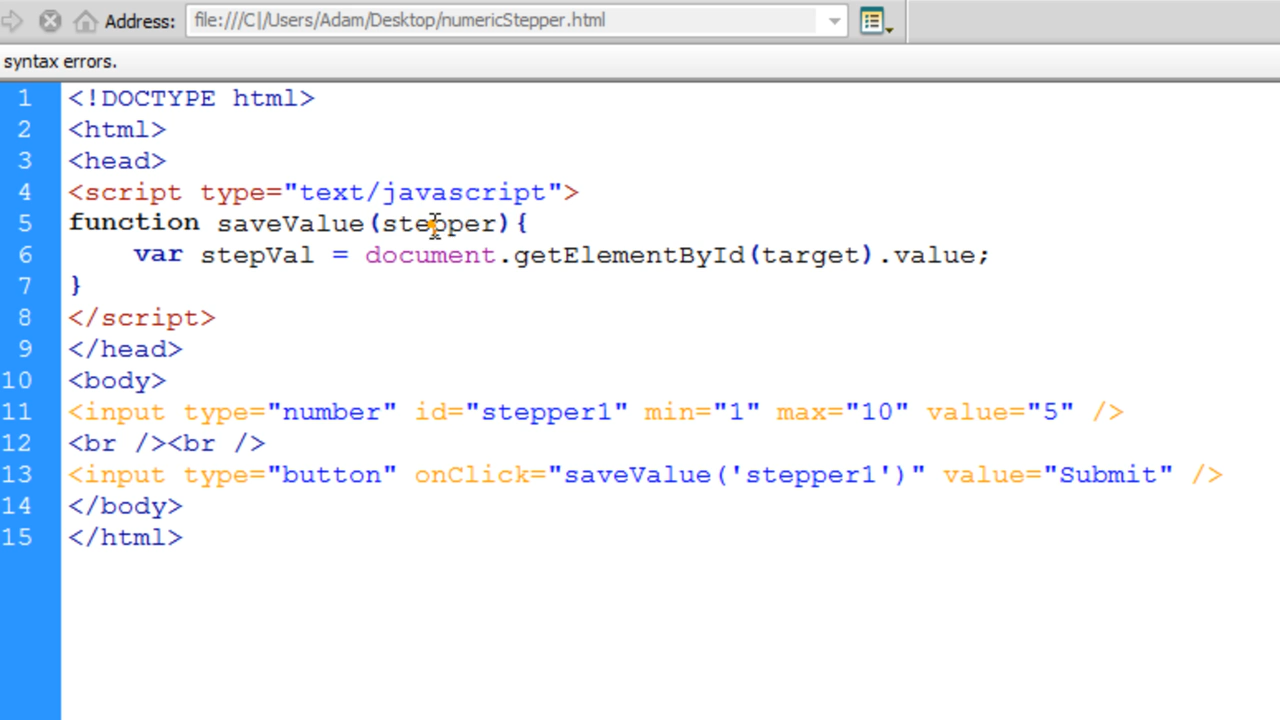 Address: file:///C|/Users/Adam/Desktop/numericStepper.html
syntax errors.
1 <!DOCTYPE html>
2 <html>
3 <head>
4 <script type="text/javascript">
5 function saveValue(stepper){
6 var stepVal = document.getElementById(target).value;
7 }
8 </script>
9 </head>
10 <body>
11 <input type="number" id="stepper1" min="1" max="10" value="5" />
12 <br /><br />
13 <input type="button" onClick="saveValue('stepper1')" value="Submit" />
14 </body>
15 </html>